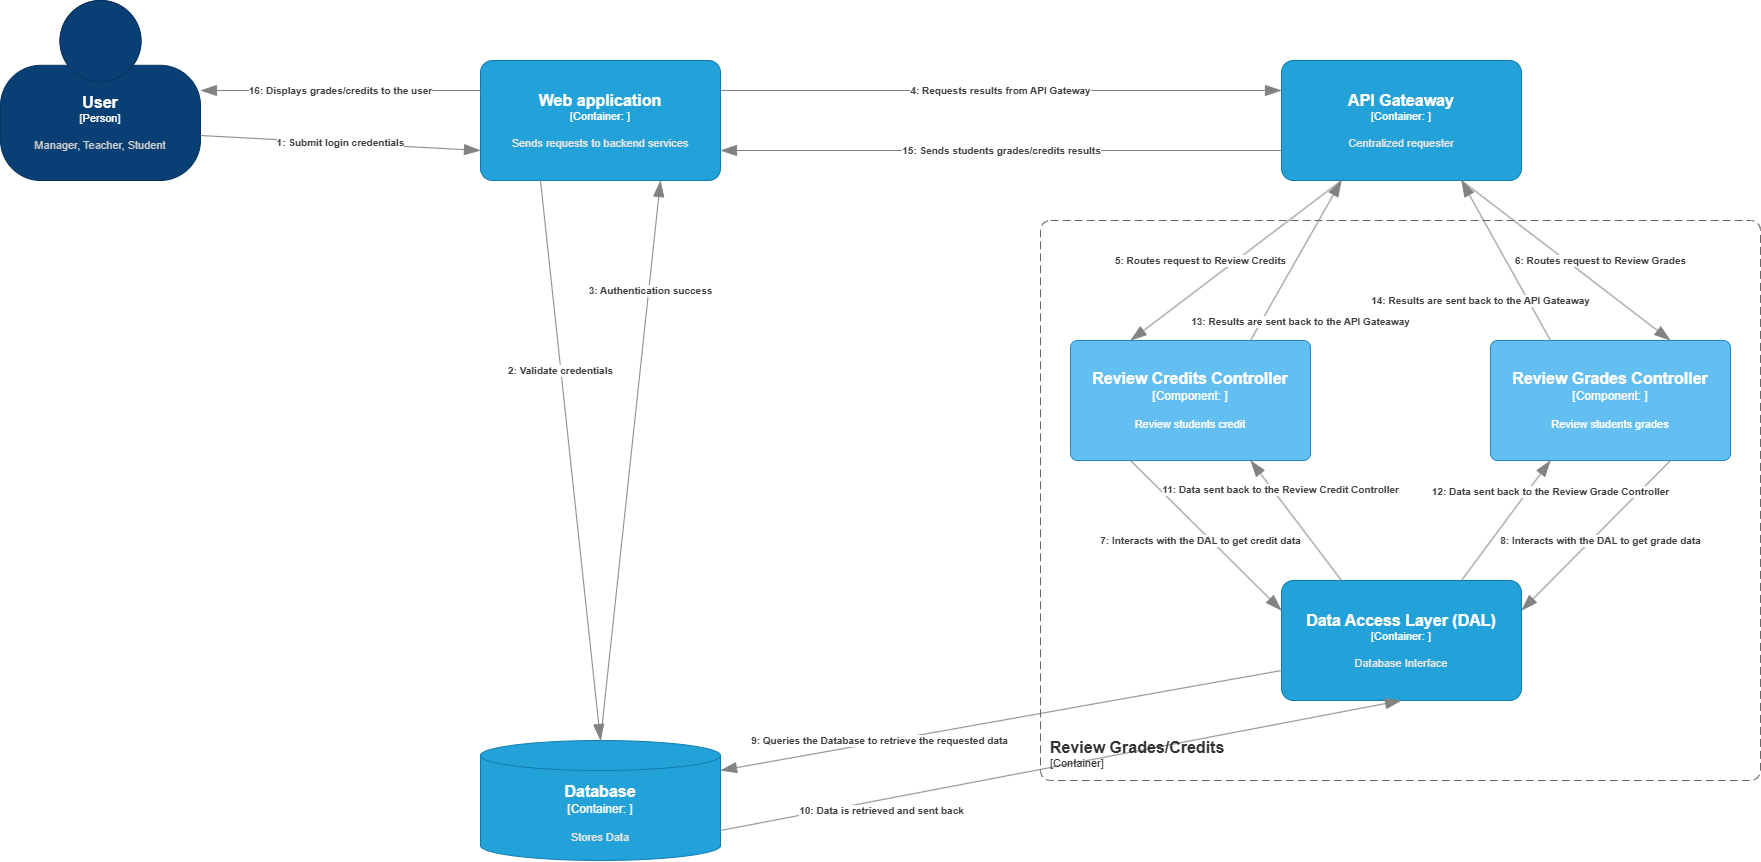 User
[Person]
Manager, Teacher, Student
16: Displays grades/credits to the user
1: Submit login credentials
Web application
[Container: ]
Sends requests to backend services
4: Requests results from API Gateway
15: Sends students grades/credits results
API Gateaway
[Container: ]
Centralized requester
5: Routes request to Review Credits
6: Routes request to Review Grades
3: Authentication success
14: Results are sent back to the API Gateaway
13: Results are sent back to the API Gateaway
2: Validate credentials
Review Credits Controller
[Component: ]
Review students credit
Review Grades Controller
[Component: ]
Review students grades
11: Data sent back to the Review Credit Controller
12: Data sent back to the Review Grade Controller
7: Interacts with the DAL to get credit data
8: Interacts with the DAL to get grade data
Data Access Layer (DAL)
[Container: ]
Database Interface
9: Queries the Database to retrieve the requested data
Review Grades/Credits
[Container]
Database
[Container: ]
Stores Data
10: Data is retrieved and sent back